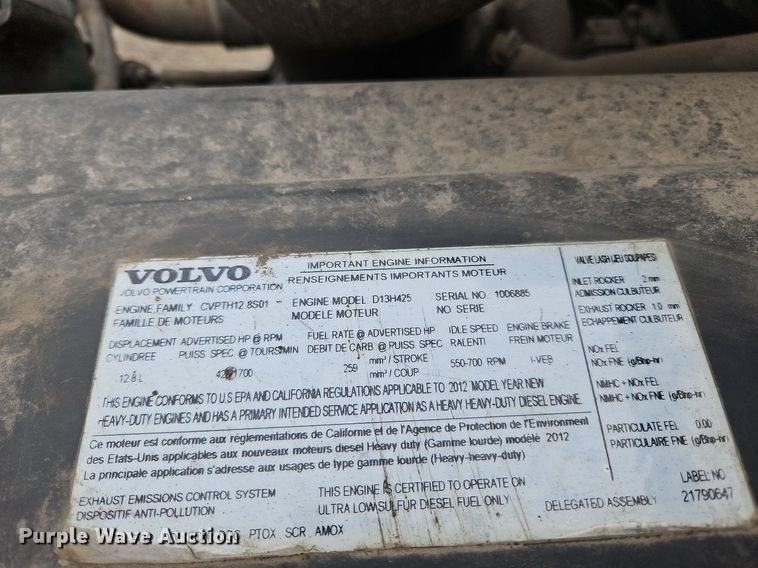 VOLVO
VOLVO POWERTRAIN CORPORATION
IMPORTANT ENGINE INFORMATION
RENSEIGNEMENTS IMPORTANTS MOTEUR
ENGINE FAMILY CVPTH12.8S01
FAMILLE DE MOTEURS
ENGINE MODEL D13H425
MODELE MOTEUR
SERIAL NO. 1006885
NO SERIE
DISPLACEMENT
CYLINDREE
12.8 L
ADVERTISED HP @ RPM
PUISS SPEC @ TOURS/MIN
FUEL RATE @ ADVERTISED HP
DEBIT DE CARB @ PUISS SPEC
259 mm³ / STROKE
mm³ / COUP
IDLE SPEED
RALENTI
550-700 RPM
ENGINE BRAKE
FREIN MOTEUR
I-VEB
THIS ENGINE CONFORMS TO U S EPA AND CALIFORNIA REGULATIONS APPLICABLE TO 2012 MODEL YEAR NEW
HEAVY-DUTY ENGINES AND HAS A PRIMARY INTENDED SERVICE APPLICATION AS A HEAVY HEAVY-DUTY DIESEL ENGINE.
Ce moteur est conforme aux réglementations de Californie et de l'Agence de Protection de l'Environment
des Etats-Unis applicables aux nouveaux moteurs diesel Heavy duty (Gamme lourde) modèle 2012
La principale application s'adresse aux usages de type gamme lourde (Heavy-heavy-duty)
EXHAUST EMISSIONS CONTROL SYSTEM
DISPOSITIF ANTI-POLLUTION
PTOX, SCR, AMOX
THIS ENGINE IS CERTIFIED TO OPERATE ON
ULTRA LOW SULFUR DIESEL FUEL ONLY
DELEGATED ASSEMBLY
LABEL NO
21790647
VALVE LASH (JEU SOUPAPES)
INLET ROCKER .2 mm
ADMISSION CULBUTEUR
EXHAUST ROCKER 1.0 mm
ECHAPPEMENT CULBUTEUR
NOx FEL
NOx FNE (g/Bhp-hr)
NMHC + NOx FEL
NMHC + NOx FNE (g/Bhp-hr)
PARTICULATE FEL 0.00
PARTICULAIRE FNE (g/Bhp-hr)
Purple Wave Auction